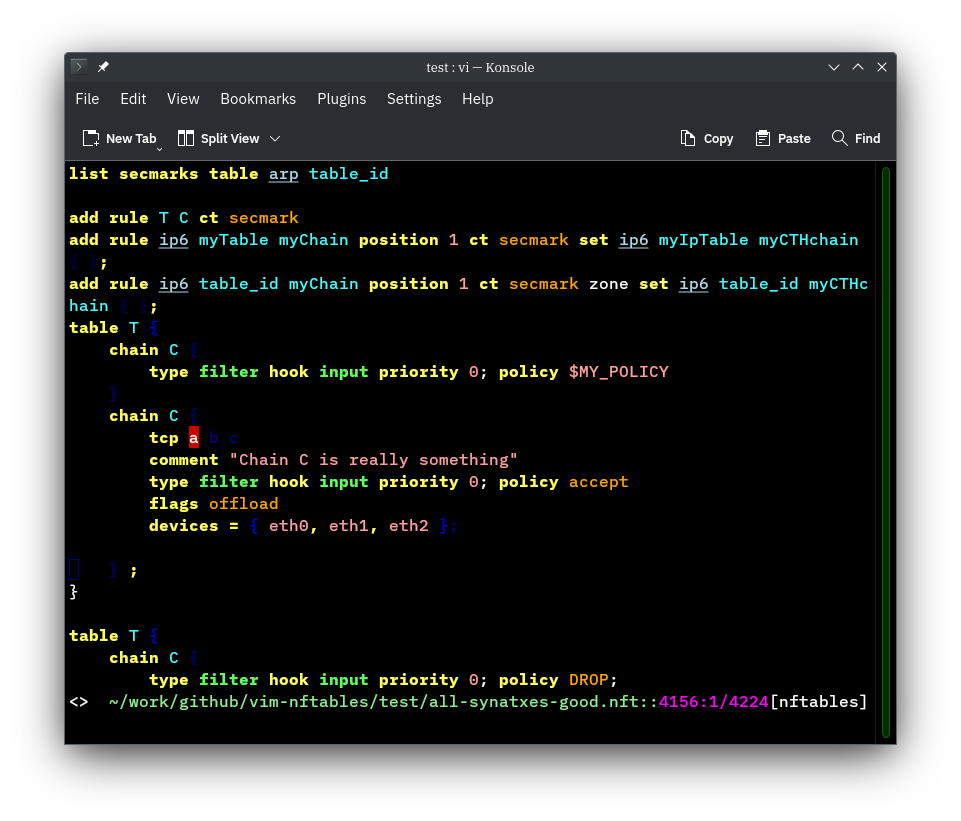 test : vi — Konsole
File Edit View Bookmarks Plugins Settings Help
New Tab Split View Copy Paste Find
list secmarks table arp table_id
add rule T C ct secmark
add rule ip6 myTable myChain position 1 ct secmark set ip6 myIpTable myCTHchain
{ };
add rule ip6 table_id myChain position 1 ct secmark zone set ip6 table_id myCTHc
hain { };
table T {
    chain C {
        type filter hook input priority 0; policy $MY_POLICY
    }
    chain C {
        tcp a b c
        comment "Chain C is really something"
        type filter hook input priority 0; policy accept
        flags offload
        devices = { eth0, eth1, eth2 };
    } ;
}
table T {
    chain C {
        type filter hook input priority 0; policy DROP;
<>  ~/work/github/vim-nftables/test/all-synatxes-good.nft::4156:1/4224[nftables]